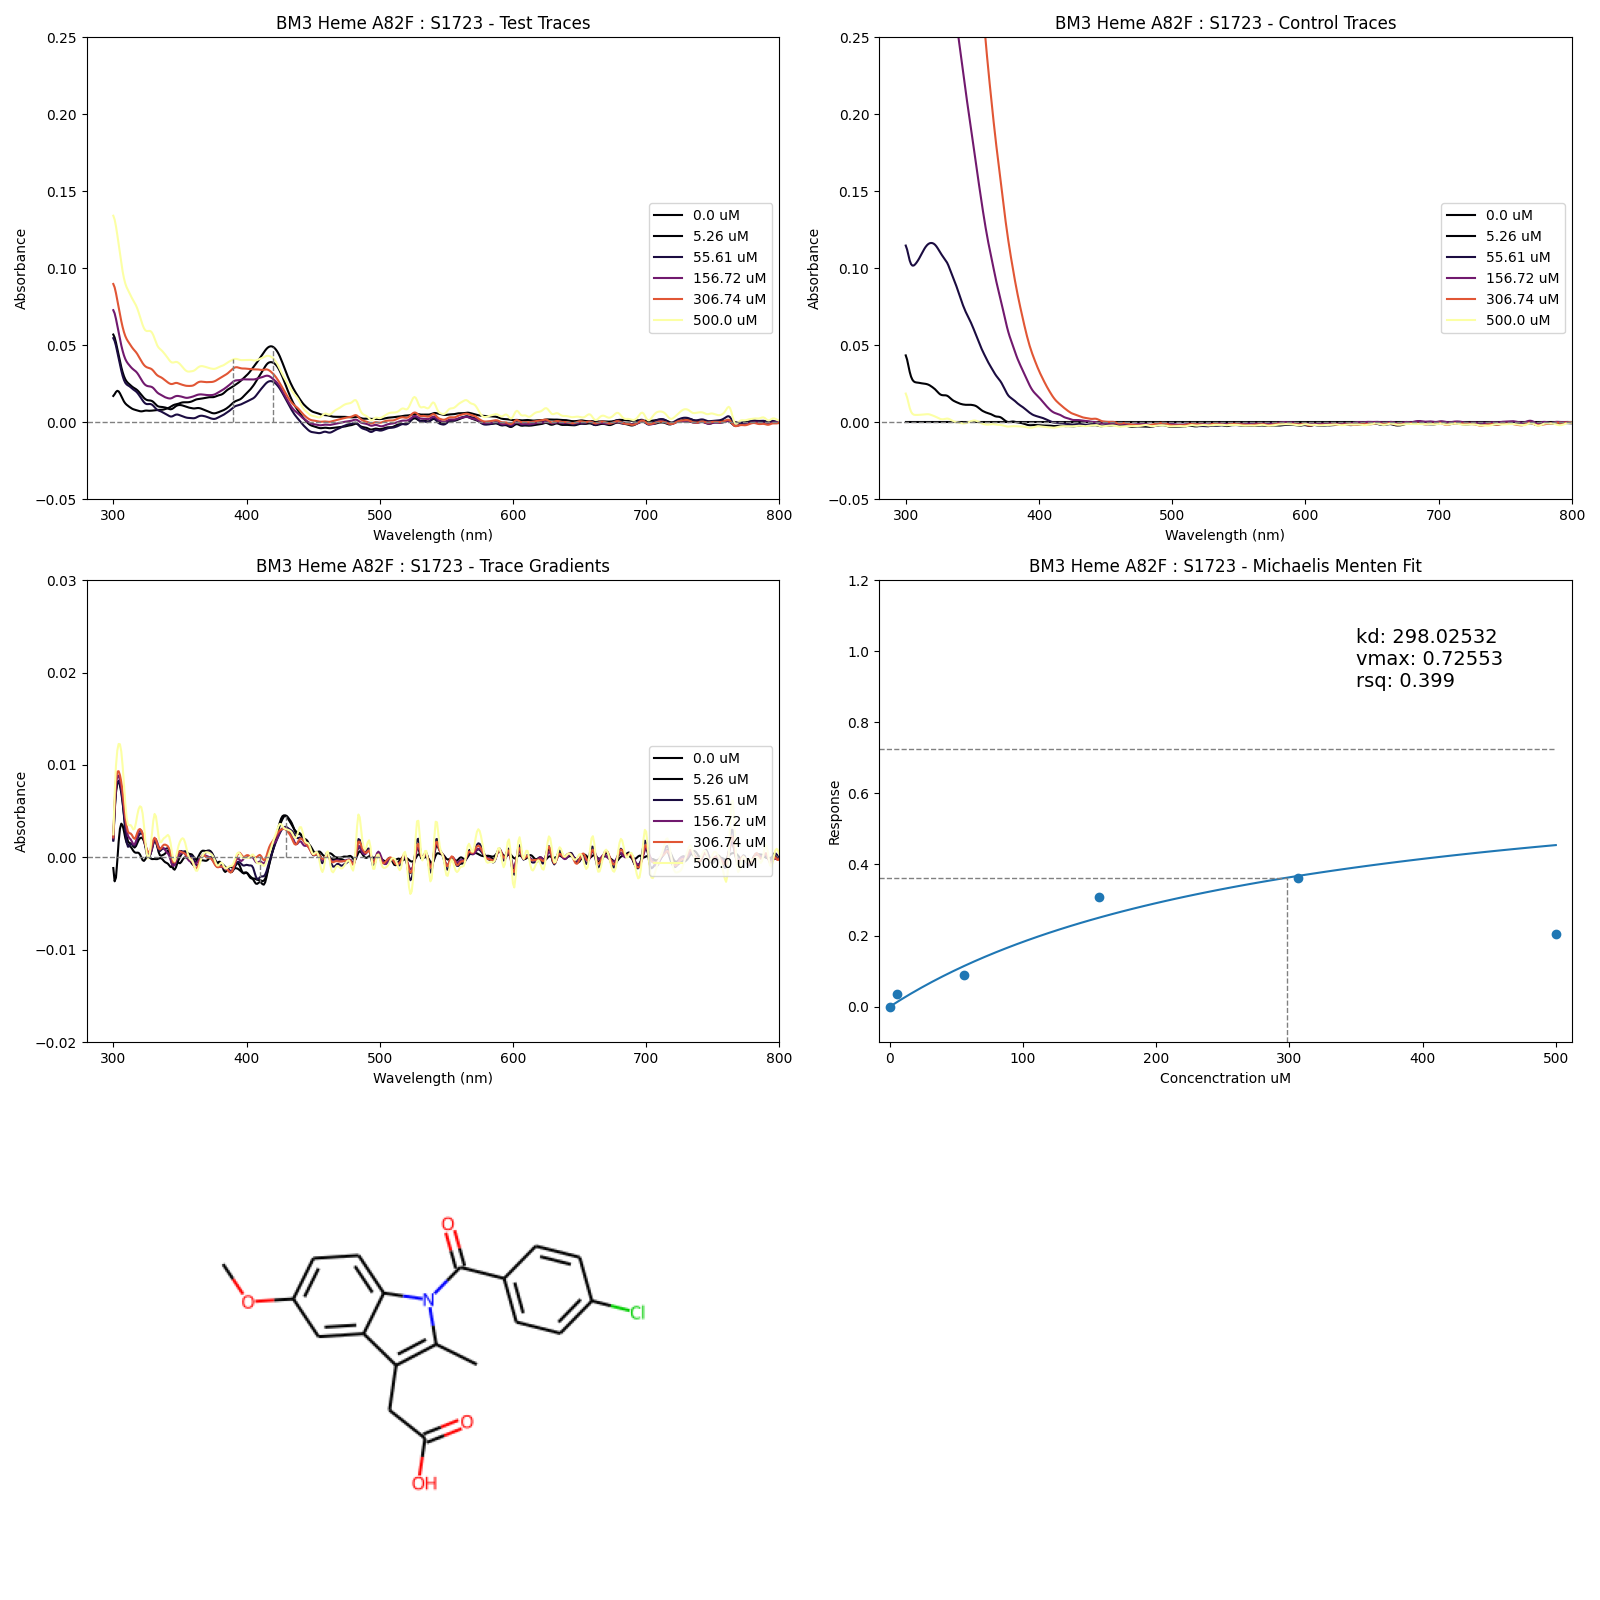 BM3 Heme A82F : S1723 - Test Traces
0.25
0.20
0.15
0.10
0.05
0.00
−0.05
Absorbance
300 400 500 600 700 800
Wavelength (nm)
0.0 uM
5.26 uM
55.61 uM
156.72 uM
306.74 uM
500.0 uM
BM3 Heme A82F : S1723 - Control Traces
0.25
0.20
0.15
0.10
0.05
0.00
−0.05
Absorbance
300 400 500 600 700 800
Wavelength (nm)
0.0 uM
5.26 uM
55.61 uM
156.72 uM
306.74 uM
500.0 uM
BM3 Heme A82F : S1723 - Trace Gradients
0.03
0.02
0.01
0.00
−0.01
−0.02
Absorbance
300 400 500 600 700 800
Wavelength (nm)
0.0 uM
5.26 uM
55.61 uM
156.72 uM
306.74 uM
500.0 uM
BM3 Heme A82F : S1723 - Michaelis Menten Fit
1.2
1.0
0.8
0.6
0.4
0.2
0.0
Response
kd: 298.02532
vmax: 0.72553
rsq: 0.399
0 100 200 300 400 500
Concenctration uM
O
O
N
Cl
O
OH